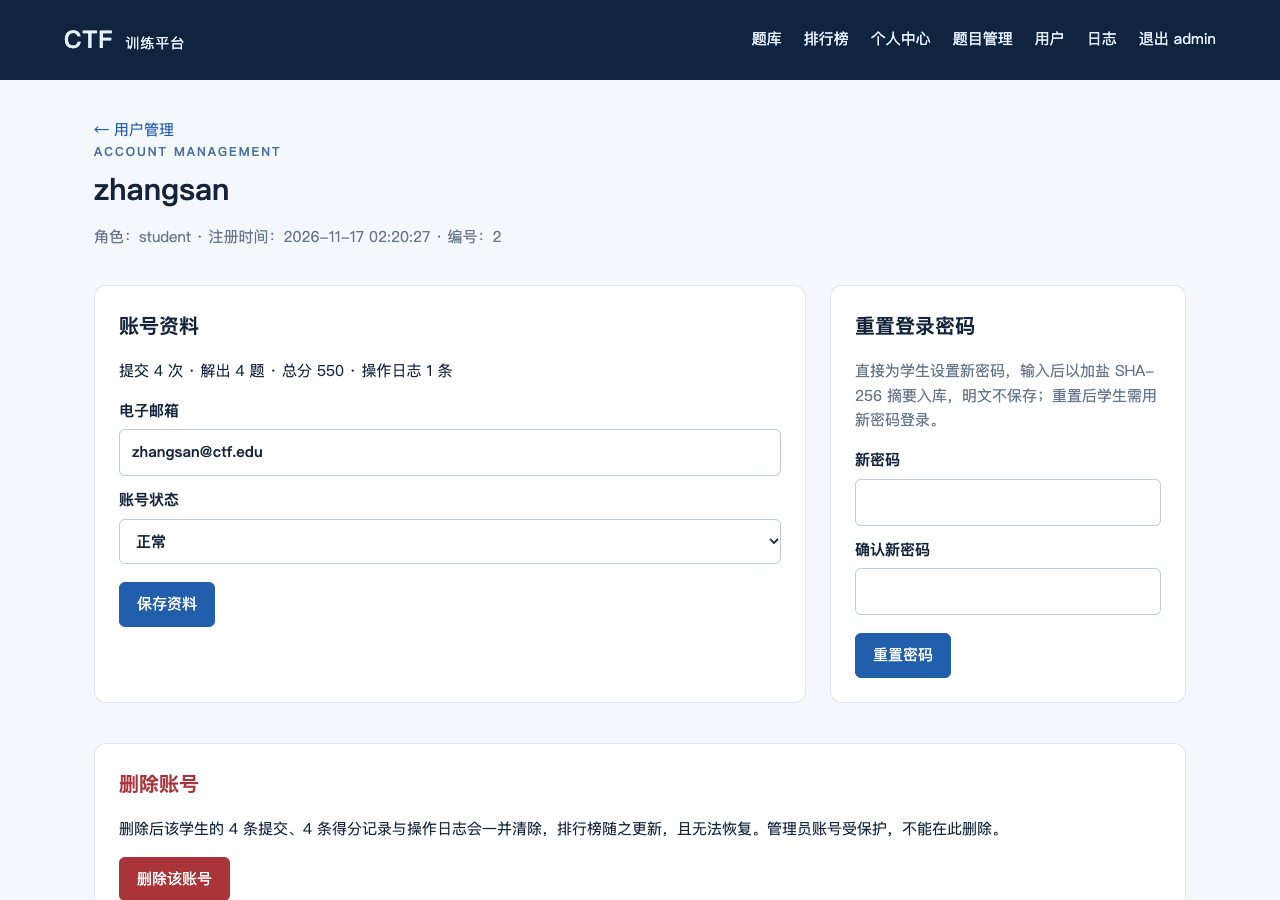 CTF 训练平台
题库 排行榜 个人中心 题目管理 用户 日志 退出 admin
← 用户管理
ACCOUNT MANAGEMENT
zhangsan
角色：student · 注册时间：2026-11-17 02:20:27 · 编号：2
账号资料
提交 4 次 · 解出 4 题 · 总分 550 · 操作日志 1 条
电子邮箱
zhangsan@ctf.edu
账号状态
正常
保存资料
重置登录密码
直接为学生设置新密码，输入后以加盐 SHA-
256 摘要入库，明文不保存；重置后学生需用
新密码登录。
新密码
确认新密码
重置密码
删除账号
删除后该学生的 4 条提交、4 条得分记录与操作日志会一并清除，排行榜随之更新，且无法恢复。管理员账号受保护，不能在此删除。
删除该账号